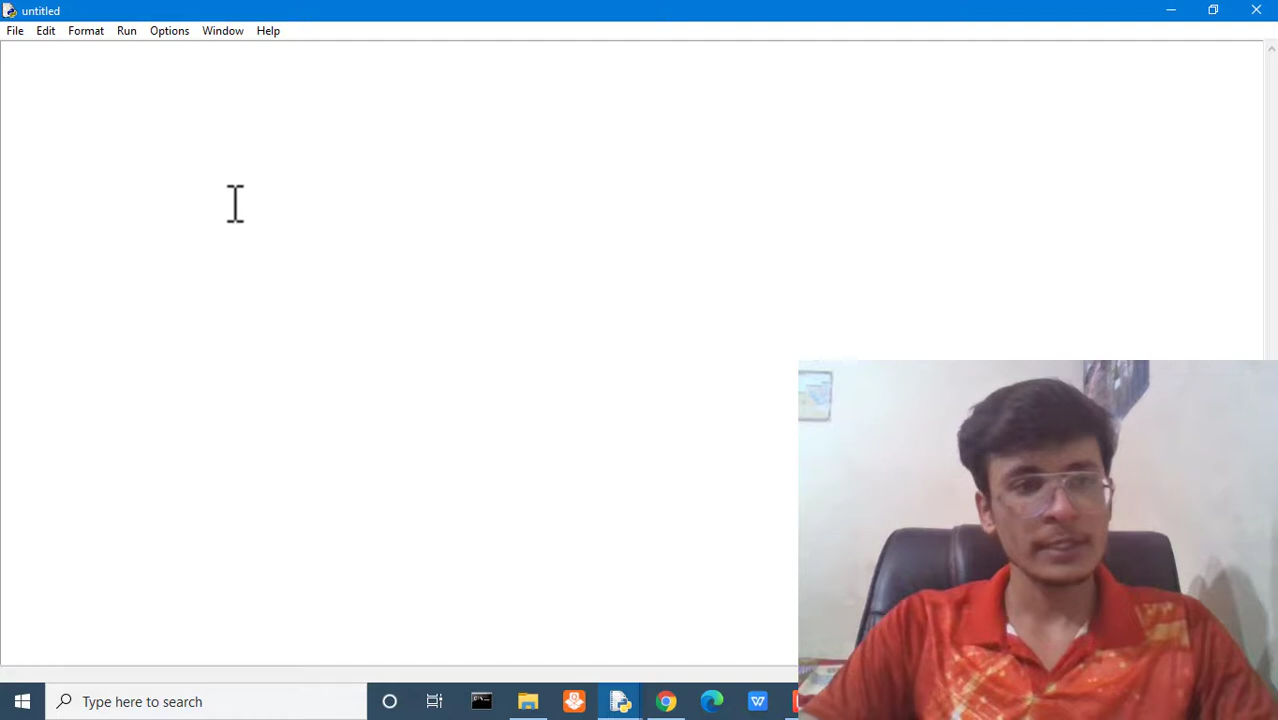 untitled
File Edit Format Run Options Window Help
Type here to search